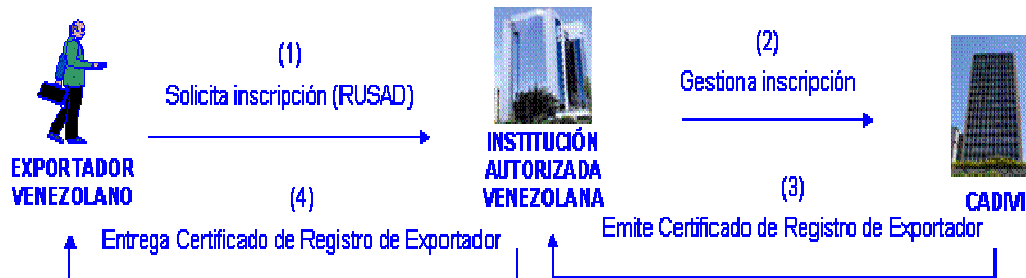 (1)
Solicita inscripción (RUSAD)
(2)
Gestiona inscripción
EXPORTADOR
VENEZOLANO
INSTITUCIÓN
AUTORIZADA
VENEZOLANA
CADIVI
(3)
Emite Certificado de Registro de Exportador
(4)
Entrega Certificado de Registro de Exportador